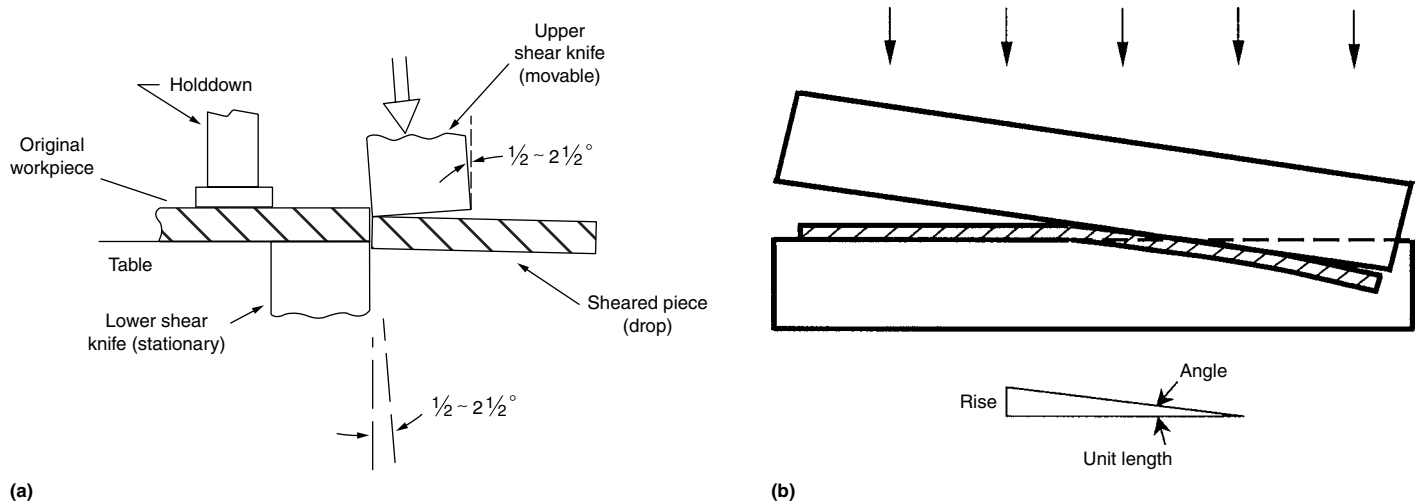 Upper
shear knife
(movable)
Holddown
Original
workpiece
½ ~ 2½°
Table
Lower shear
knife (stationary)
Sheared piece
(drop)
½ ~ 2½°
(a)
Rise
Angle
Unit length
(b)